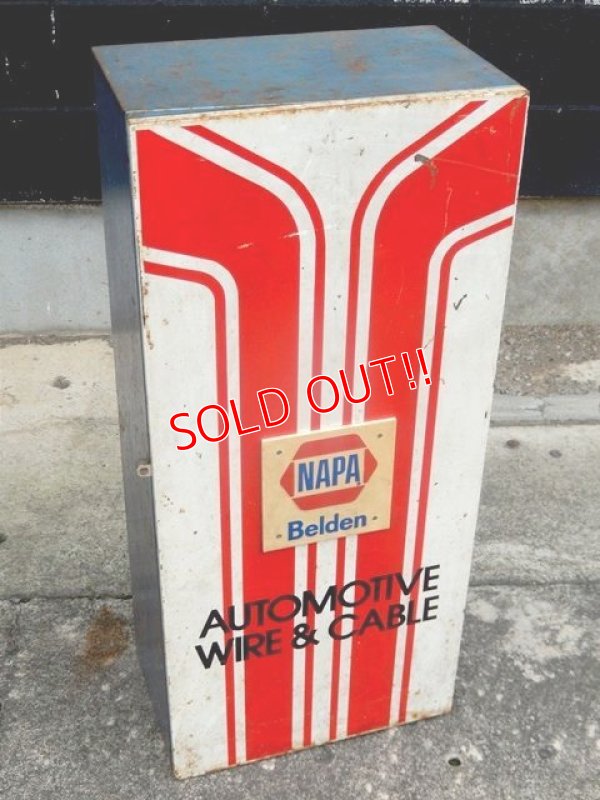 SOLD OUT!!
NAPA
Belden
AUTOMOTIVE
WIRE & CABLE